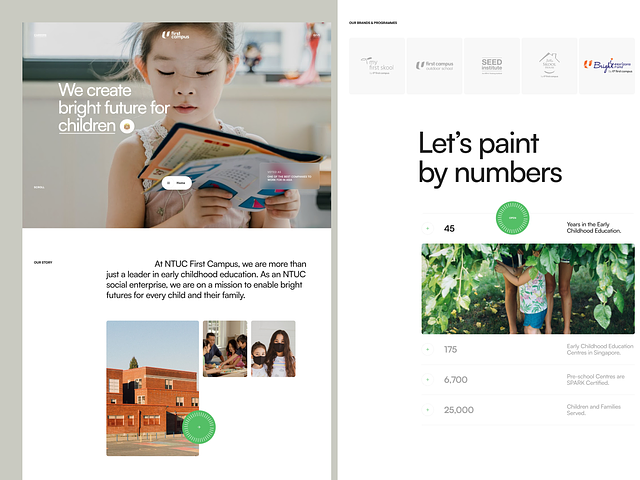 first
campus
We create
bright future for
children
Home
SCROLL
OUR STORY
At NTUC First Campus, we are more than
just a leader in early childhood education. As an NTUC
social enterprise, we are on a mission to enable bright
futures for every child and their family.
OUR BRANDS & PROGRAMMES
my
first skool
first campus
SEED
Institute
Bright
Let's paint
by numbers
45
Years in the Early
Childhood Education.
175
Early Childhood Education
Centres in Singapore.
6,700
Pre-school Centres are
SPARK Certified.
25,000
Children and Families
Served.